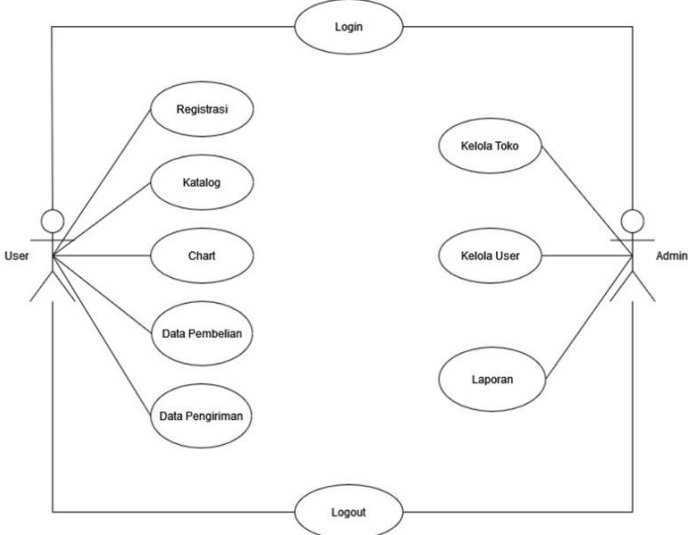 Login
Registrasi
Kelola Toko
Katalog
User
Chart
Kelola User
Admin
Data Pembelian
Laporan
Data Pengiriman
Logout